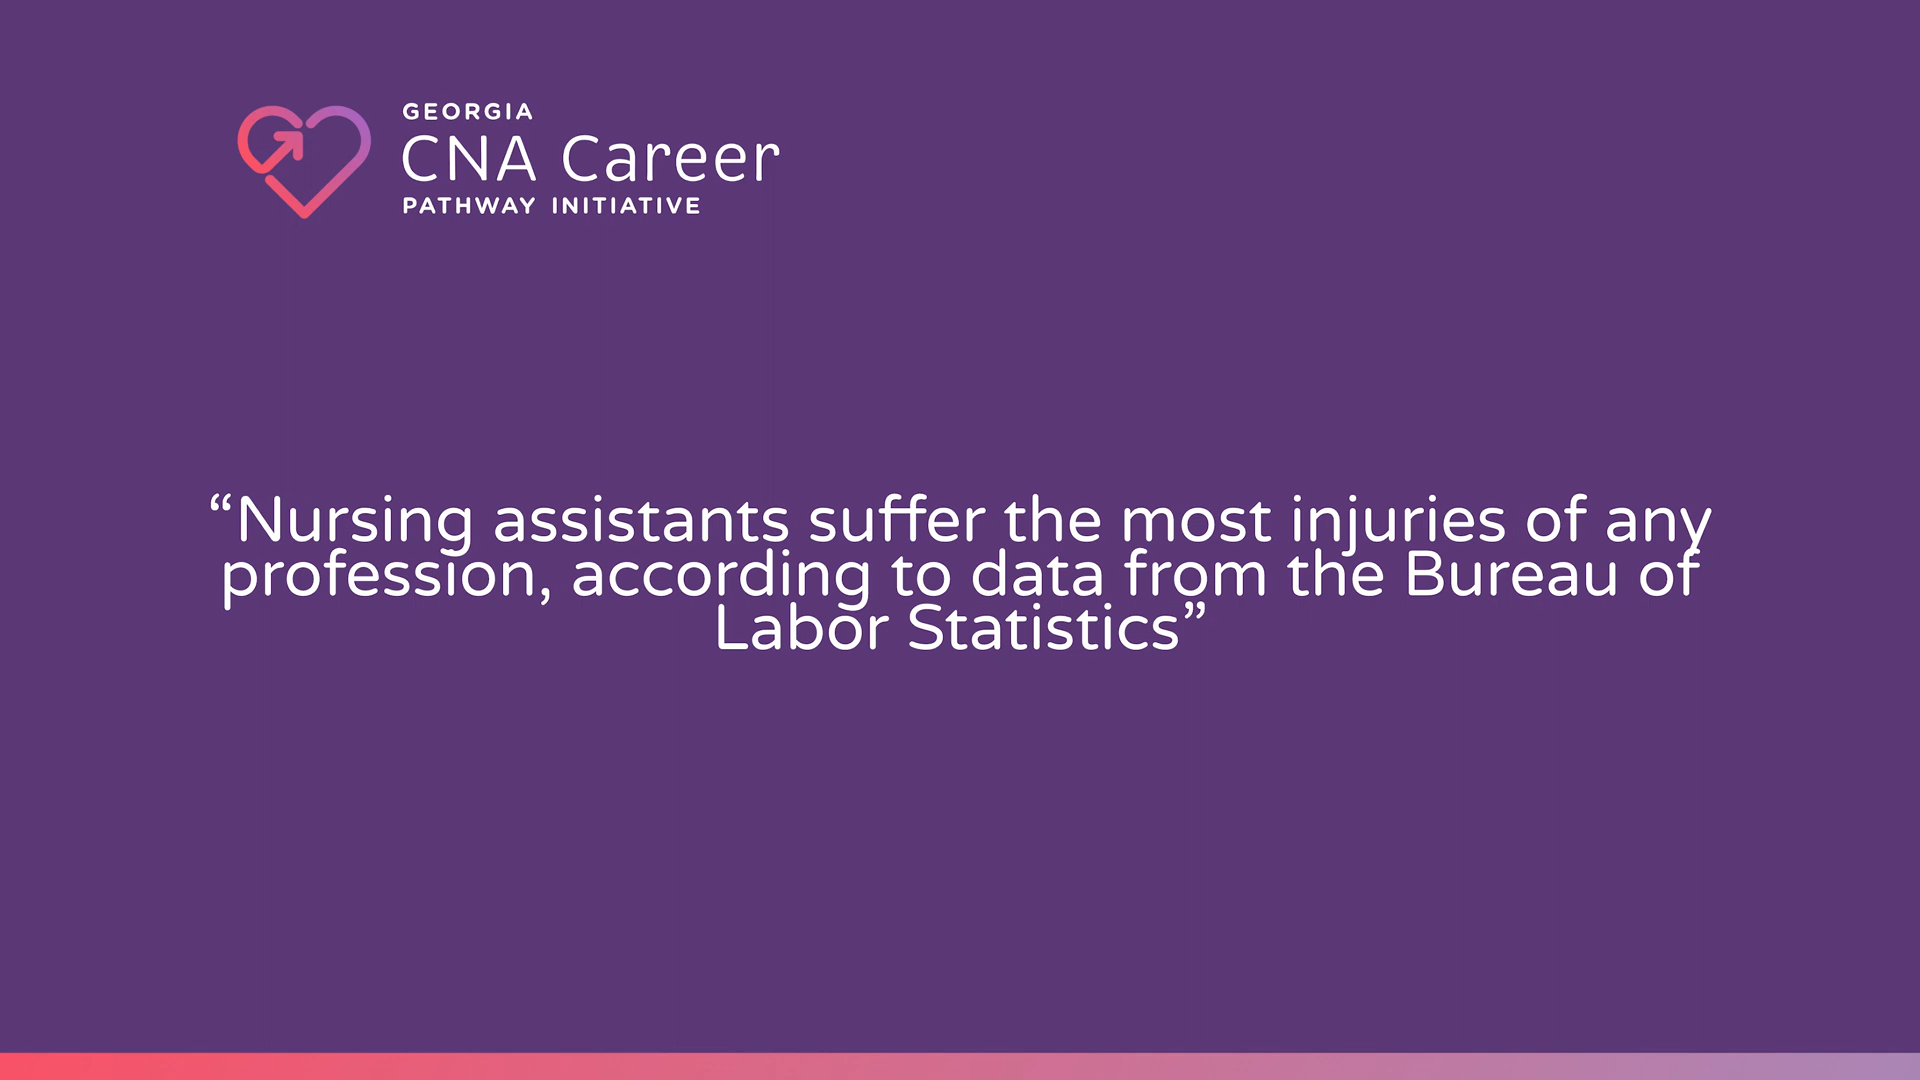 GEORGIA
CNA Career
PATHWAY INITIATIVE
“Nursing assistants suffer the most injuries of any
profession, according to data from the Bureau of
Labor Statistics”